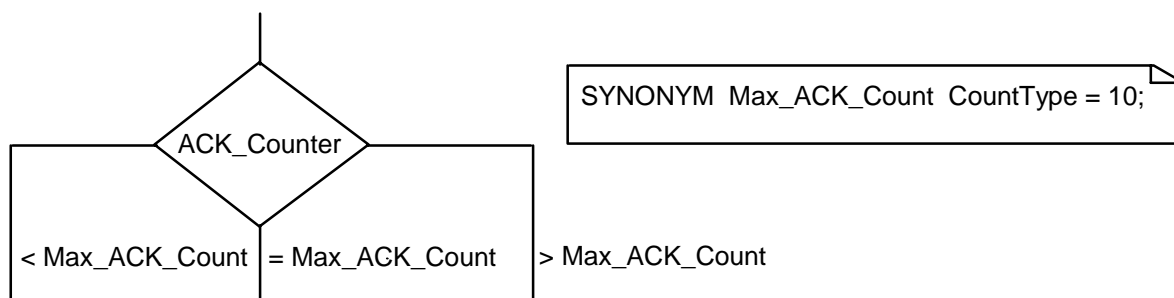 SYNONYM Max_ACK_Count CountType = 10;
ACK_Counter
< Max_ACK_Count
= Max_ACK_Count
> Max_ACK_Count